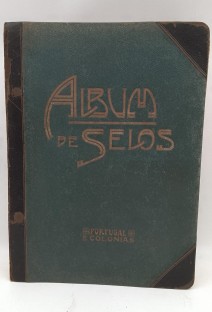 ALBUM
DE SELOS
PORTUGAL
E COLONIAS